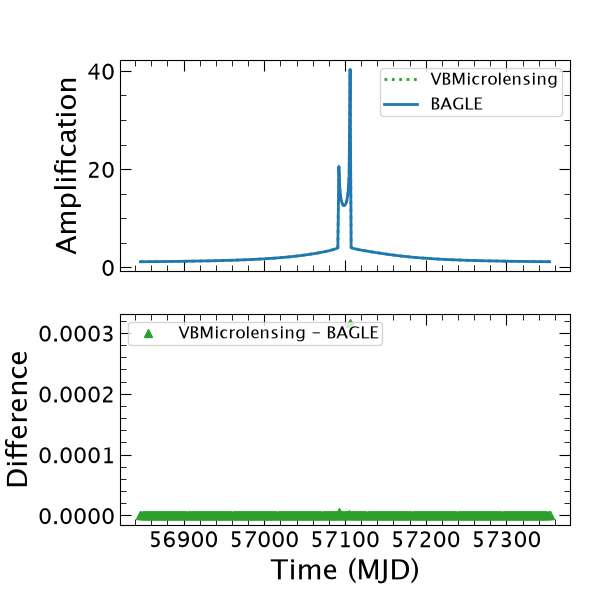 40
20
0
Amplification
VBMicrolensing
BAGLE
0.0003
0.0002
0.0001
0.0000
Difference
VBMicrolensing – BAGLE
56900 57000 57100 57200 57300
Time (MJD)